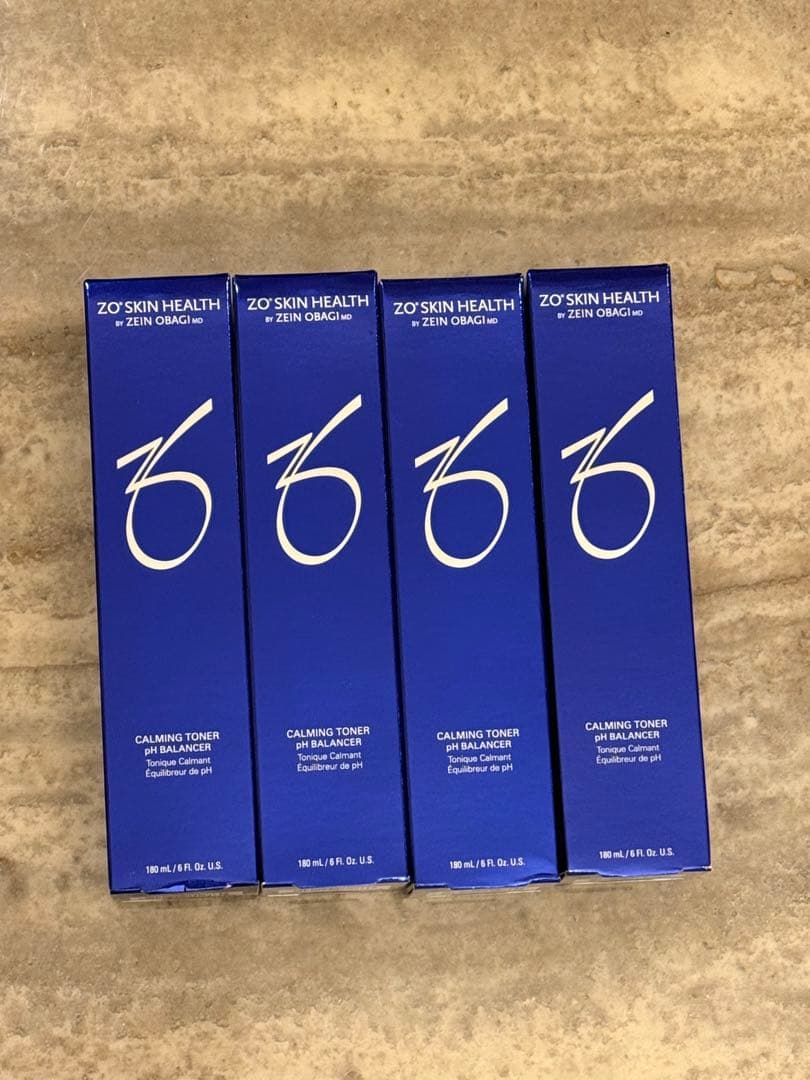 ZO® SKIN HEALTH
BY ZEIN OBAGI MD
CALMING TONER
pH BALANCER
Tonique Calmant
Équilibreur de pH
180 mL / 6 Fl. Oz. U.S.
ZO® SKIN HEALTH
BY ZEIN OBAGI MD
CALMING TONER
pH BALANCER
Tonique Calmant
Équilibreur de pH
180 mL / 6 Fl. Oz. U.S.
ZO® SKIN HEALTH
BY ZEIN OBAGI MD
CALMING TONER
pH BALANCER
Tonique Calmant
Équilibreur de pH
180 mL / 6 Fl. Oz. U.S.
ZO® SKIN HEALTH
BY ZEIN OBAGI MD
CALMING TONER
pH BALANCER
Tonique Calmant
Équilibreur de pH
180 mL / 6 Fl. Oz. U.S.